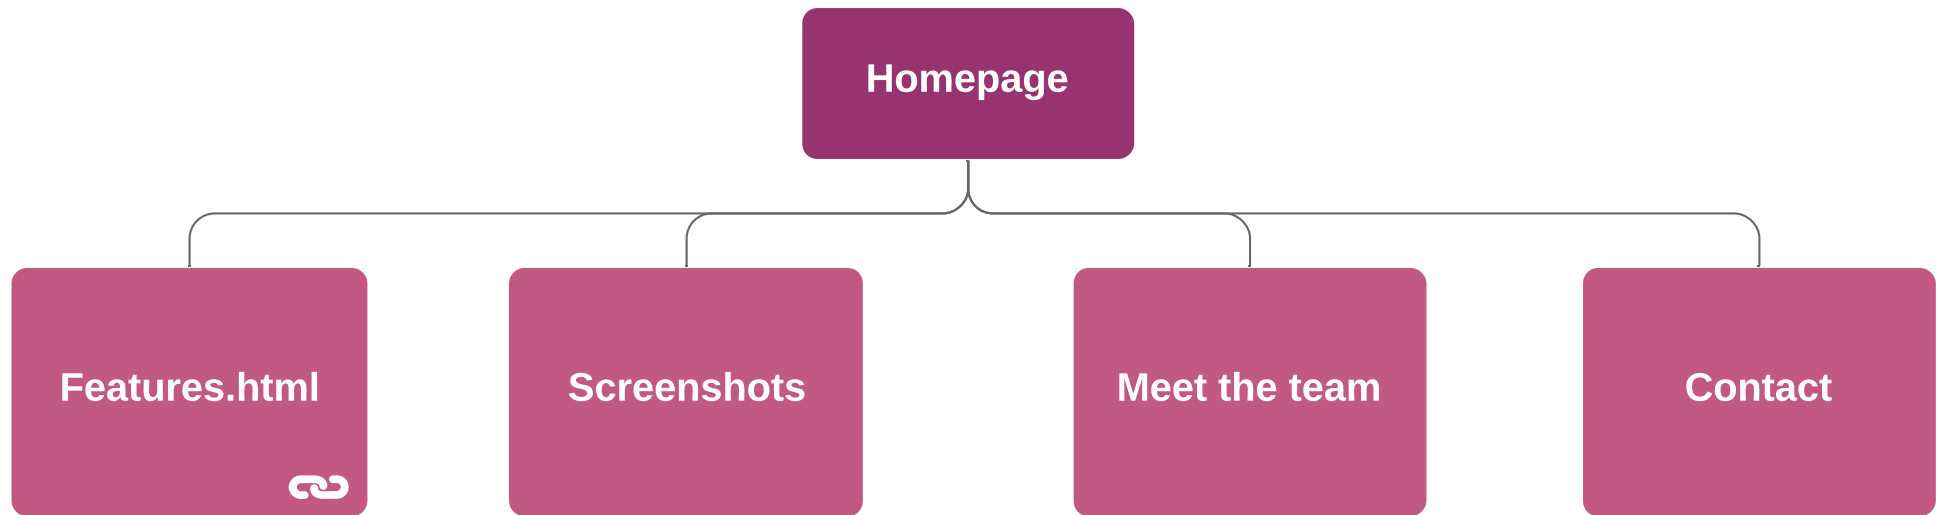 Homepage
Features.html
Screenshots
Meet the team
Contact